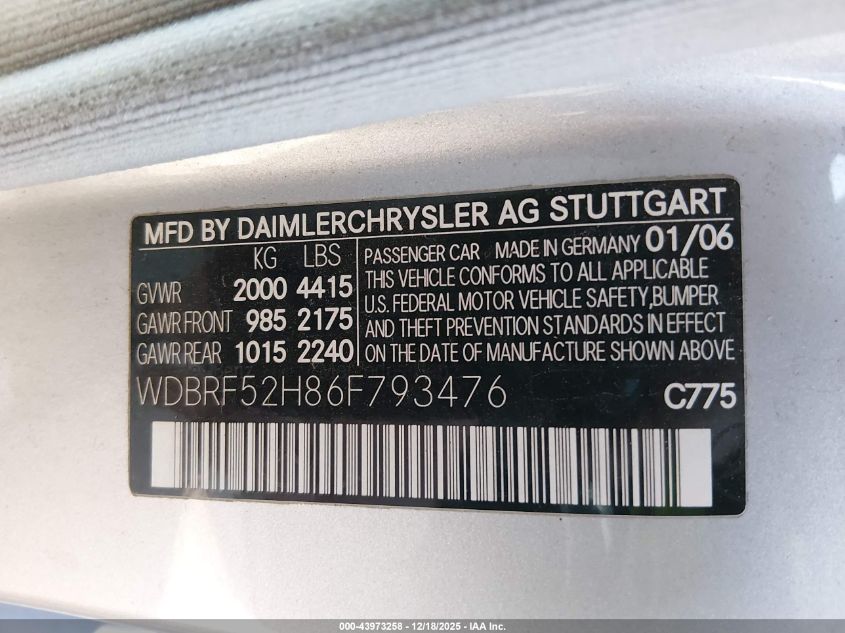 MFD BY DAIMLERCHRYSLER AG STUTTGART
KG LBS
GVWR 2000 4415
GAWR FRONT 985 2175
GAWR REAR 1015 2240
PASSENGER CAR MADE IN GERMANY 01/06
THIS VEHICLE CONFORMS TO ALL APPLICABLE
U.S. FEDERAL MOTOR VEHICLE SAFETY,BUMPER
AND THEFT PREVENTION STANDARDS IN EFFECT
ON THE DATE OF MANUFACTURE SHOWN ABOVE
WDBRF52H86F793476 C775
000-43973258 - 12/18/2025 - IAA Inc.